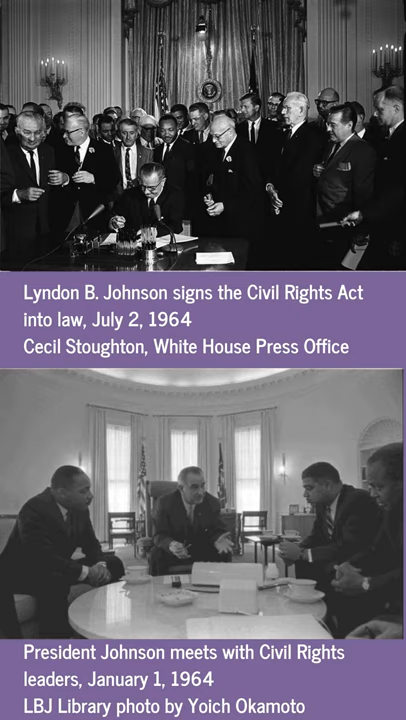 Lyndon B. Johnson signs the Civil Rights Act
into law, July 2, 1964
Cecil Stoughton, White House Press Office
President Johnson meets with Civil Rights
leaders, January 1, 1964
LBJ Library photo by Yoich Okamoto